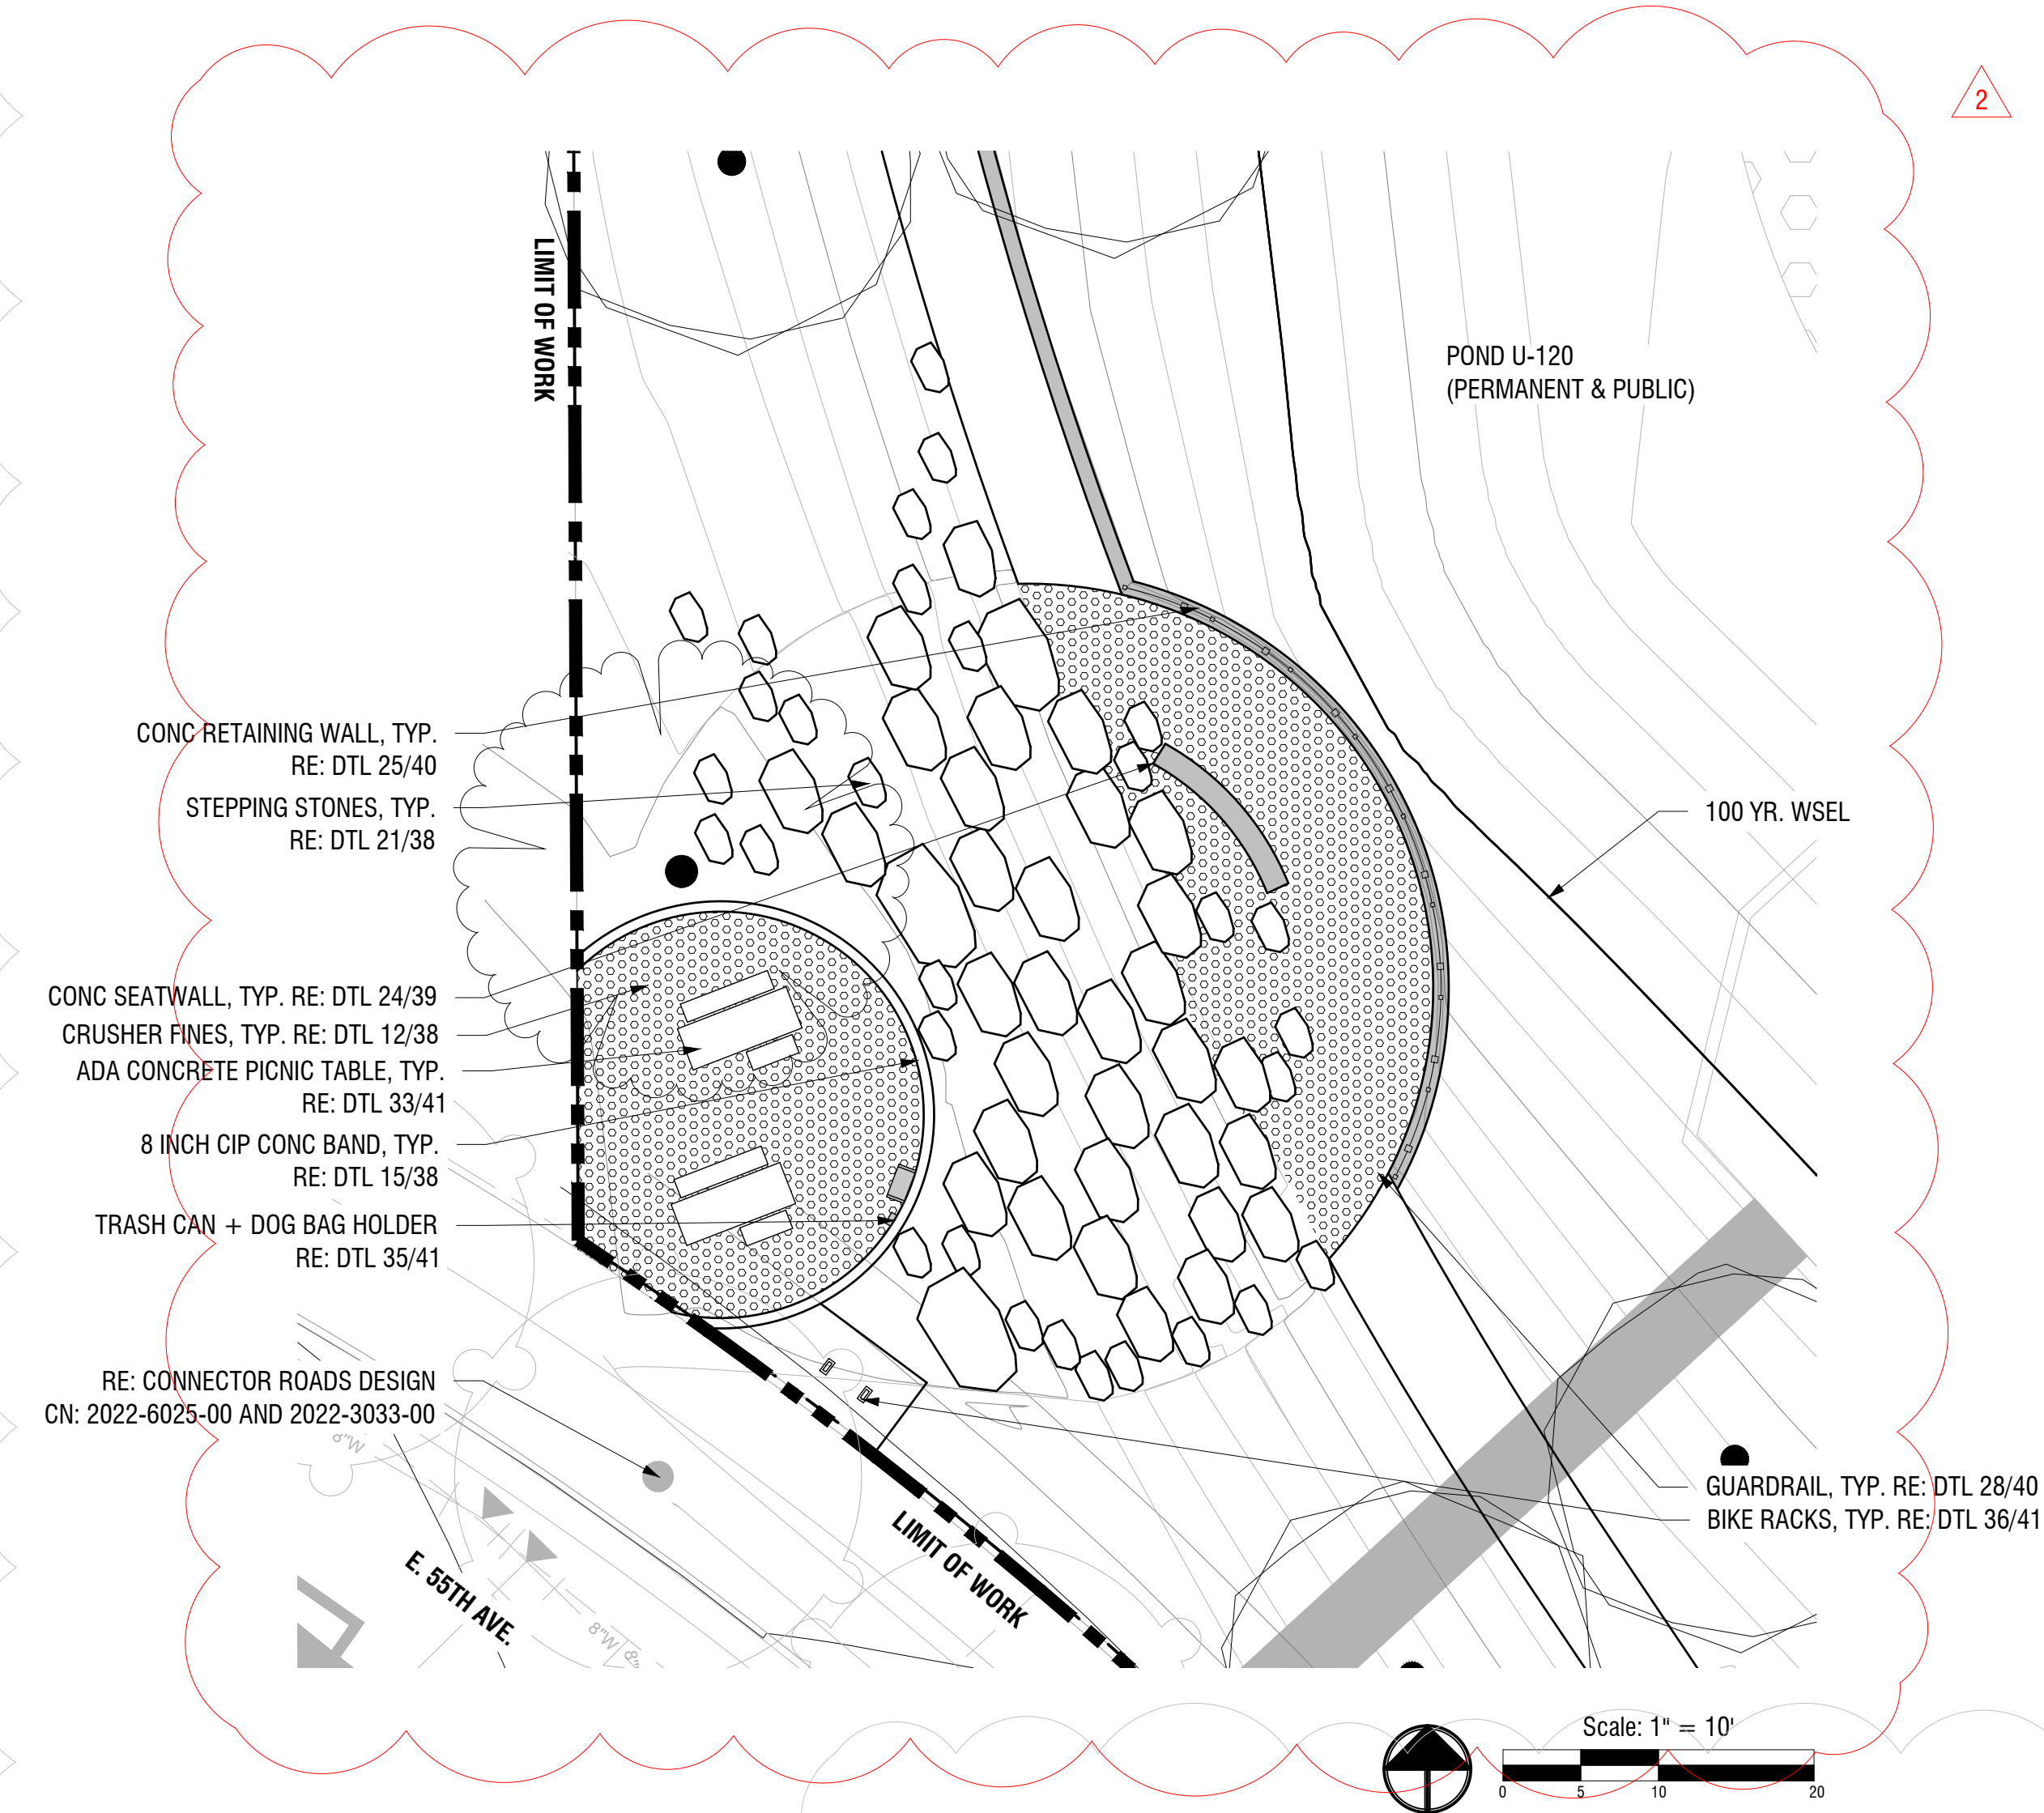 2
LIMIT OF WORK
POND U-120
(PERMANENT & PUBLIC)
CONC RETAINING WALL, TYP.
RE: DTL 25/40
STEPPING STONES, TYP.
RE: DTL 21/38
100 YR. WSEL
CONC SEATWALL, TYP. RE: DTL 24/39
CRUSHER FINES, TYP. RE: DTL 12/38
ADA CONCRETE PICNIC TABLE, TYP.
RE: DTL 33/41
8 INCH CIP CONC BAND, TYP.
RE: DTL 15/38
TRASH CAN + DOG BAG HOLDER
RE: DTL 35/41
RE: CONNECTOR ROADS DESIGN
CN: 2022-6025-00 AND 2022-3033-00
8"W
GUARDRAIL, TYP. RE: DTL 28/40
BIKE RACKS, TYP. RE: DTL 36/41
LIMIT OF WORK
E. 55TH AVE.
8"W
8"
Scale: 1" = 10'
0 5 10 20